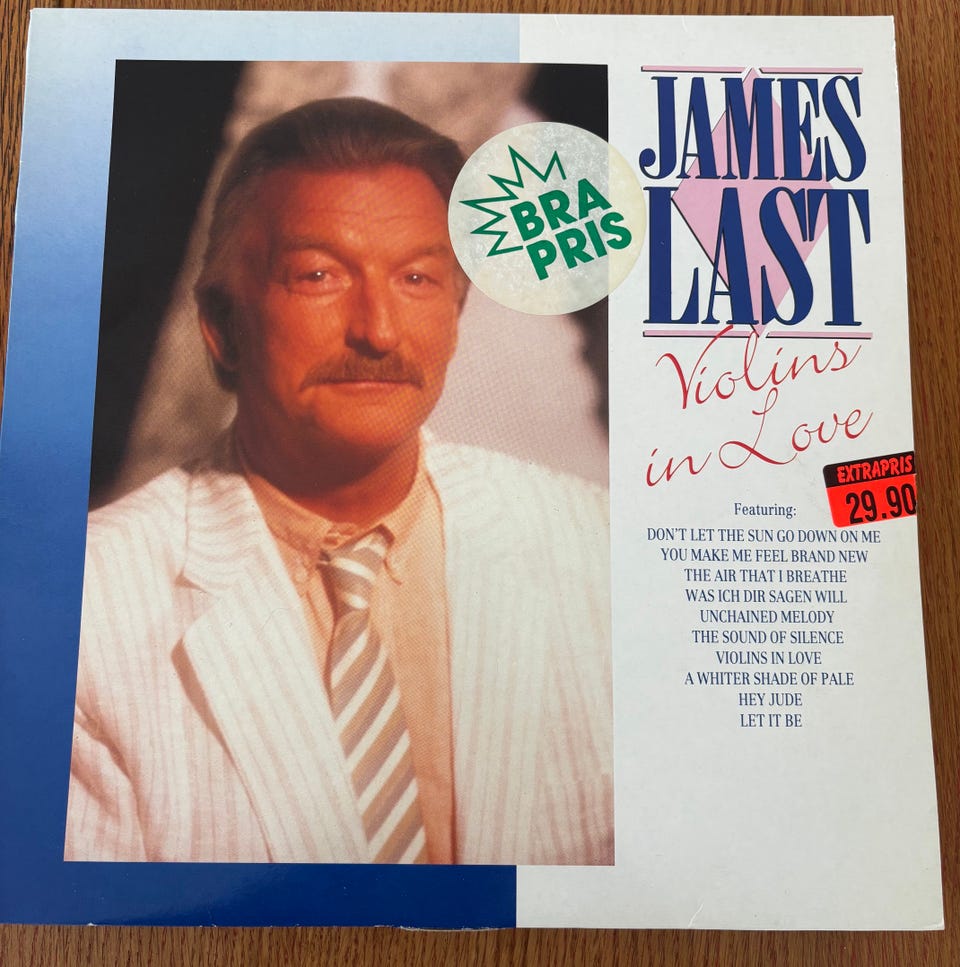 JAMES
LAST
Violins
in Love
BRA
PRIS
EXTRAPRIS
29.90
Featuring:
DON'T LET THE SUN GO DOWN ON ME
YOU MAKE ME FEEL BRAND NEW
THE AIR THAT I BREATHE
WAS ICH DIR SAGEN WILL
UNCHAINED MELODY
THE SOUND OF SILENCE
VIOLINS IN LOVE
A WHITER SHADE OF PALE
HEY JUDE
LET IT BE